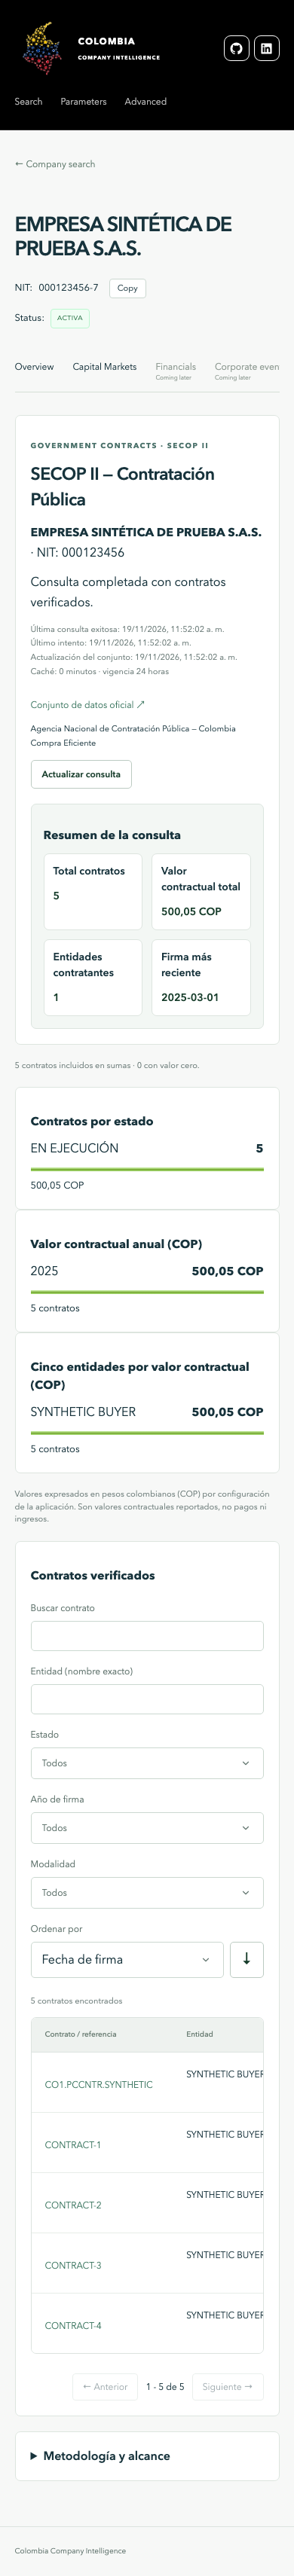 COLOMBIA
COMPANY INTELLIGENCE
Search Parameters Advanced
← Company search
EMPRESA SINTÉTICA DE
PRUEBA S.A.S.
NIT: 000123456-7 Copy
Status: ACTIVA
Overview Capital Markets Financials Corporate even
Coming later Coming later
GOVERNMENT CONTRACTS · SECOP II
SECOP II — Contratación
Pública
EMPRESA SINTÉTICA DE PRUEBA S.A.S.
· NIT: 000123456
Consulta completada con contratos
verificados.
Última consulta exitosa: 19/11/2026, 11:52:02 a. m.
Último intento: 19/11/2026, 11:52:02 a. m.
Actualización del conjunto: 19/11/2026, 11:52:02 a. m.
Caché: 0 minutos · vigencia 24 horas
Conjunto de datos oficial ↗
Agencia Nacional de Contratación Pública — Colombia
Compra Eficiente
Actualizar consulta
Resumen de la consulta
Total contratos
5
Valor
contractual total
500,05 COP
Entidades
contratantes
1
Firma más
reciente
2025-03-01
5 contratos incluidos en sumas · 0 con valor cero.
Contratos por estado
EN EJECUCIÓN 5
500,05 COP
Valor contractual anual (COP)
2025 500,05 COP
5 contratos
Cinco entidades por valor contractual
(COP)
SYNTHETIC BUYER 500,05 COP
5 contratos
Valores expresados en pesos colombianos (COP) por configuración
de la aplicación. Son valores contractuales reportados, no pagos ni
ingresos.
Contratos verificados
Buscar contrato
Entidad (nombre exacto)
Estado
Todos
Año de firma
Todos
Modalidad
Todos
Ordenar por
Fecha de firma ↓
5 contratos encontrados
Contrato / referencia Entidad
CO1.PCCNTR.SYNTHETIC SYNTHETIC BUYER
CONTRACT-1 SYNTHETIC BUYER
CONTRACT-2 SYNTHETIC BUYER
CONTRACT-3 SYNTHETIC BUYER
CONTRACT-4 SYNTHETIC BUYER
← Anterior 1 - 5 de 5 Siguiente →
▶ Metodología y alcance
Colombia Company Intelligence